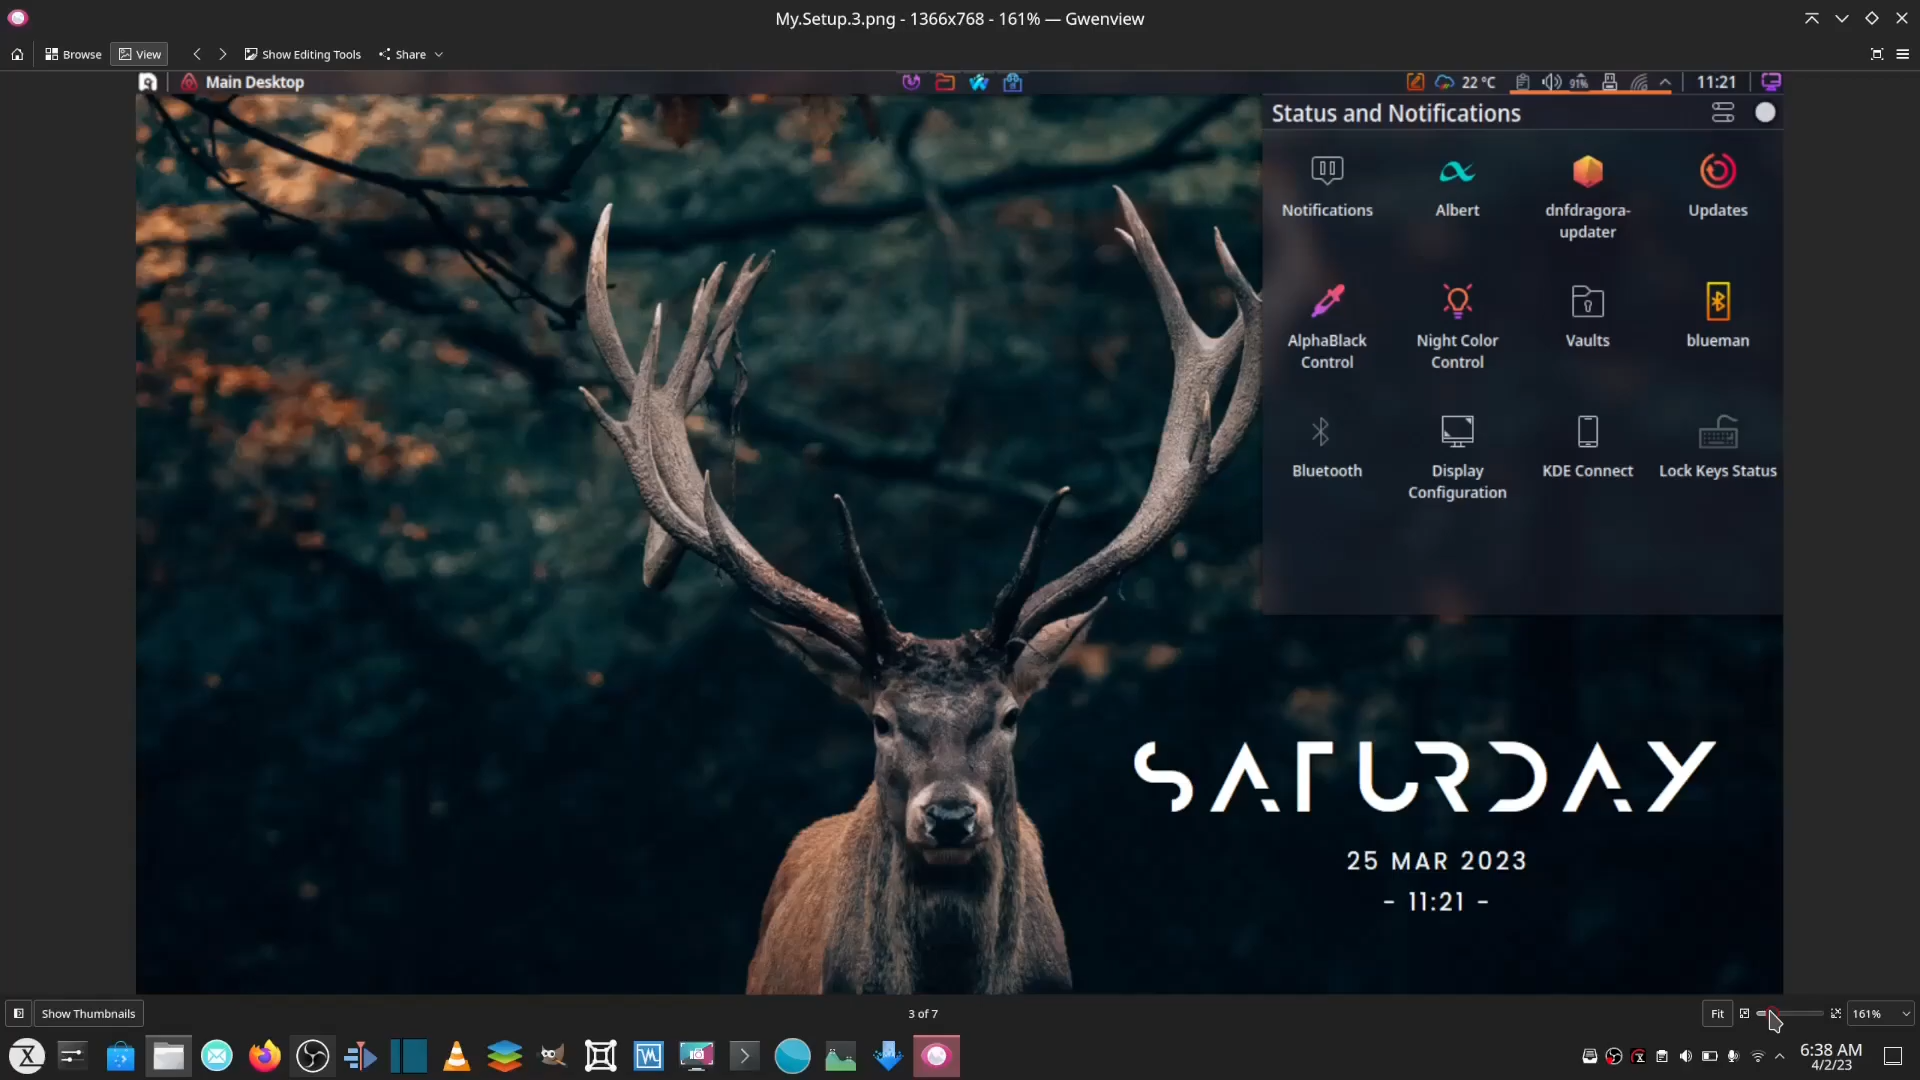 My.Setup.3.png - 1366x768 - 161% — Gwenview
Browse View Show Editing Tools Share
Main Desktop 22 °C 91% 11:21
Status and Notifications
Notifications Albert dnfdragora-updater Updates
AlphaBlack Control Night Color Control Vaults blueman
Bluetooth Display Configuration KDE Connect Lock Keys Status
SATURDAY
25 MAR 2023
- 11:21 -
Show Thumbnails 3 of 7 Fit 161%
6:38 AM
4/2/23